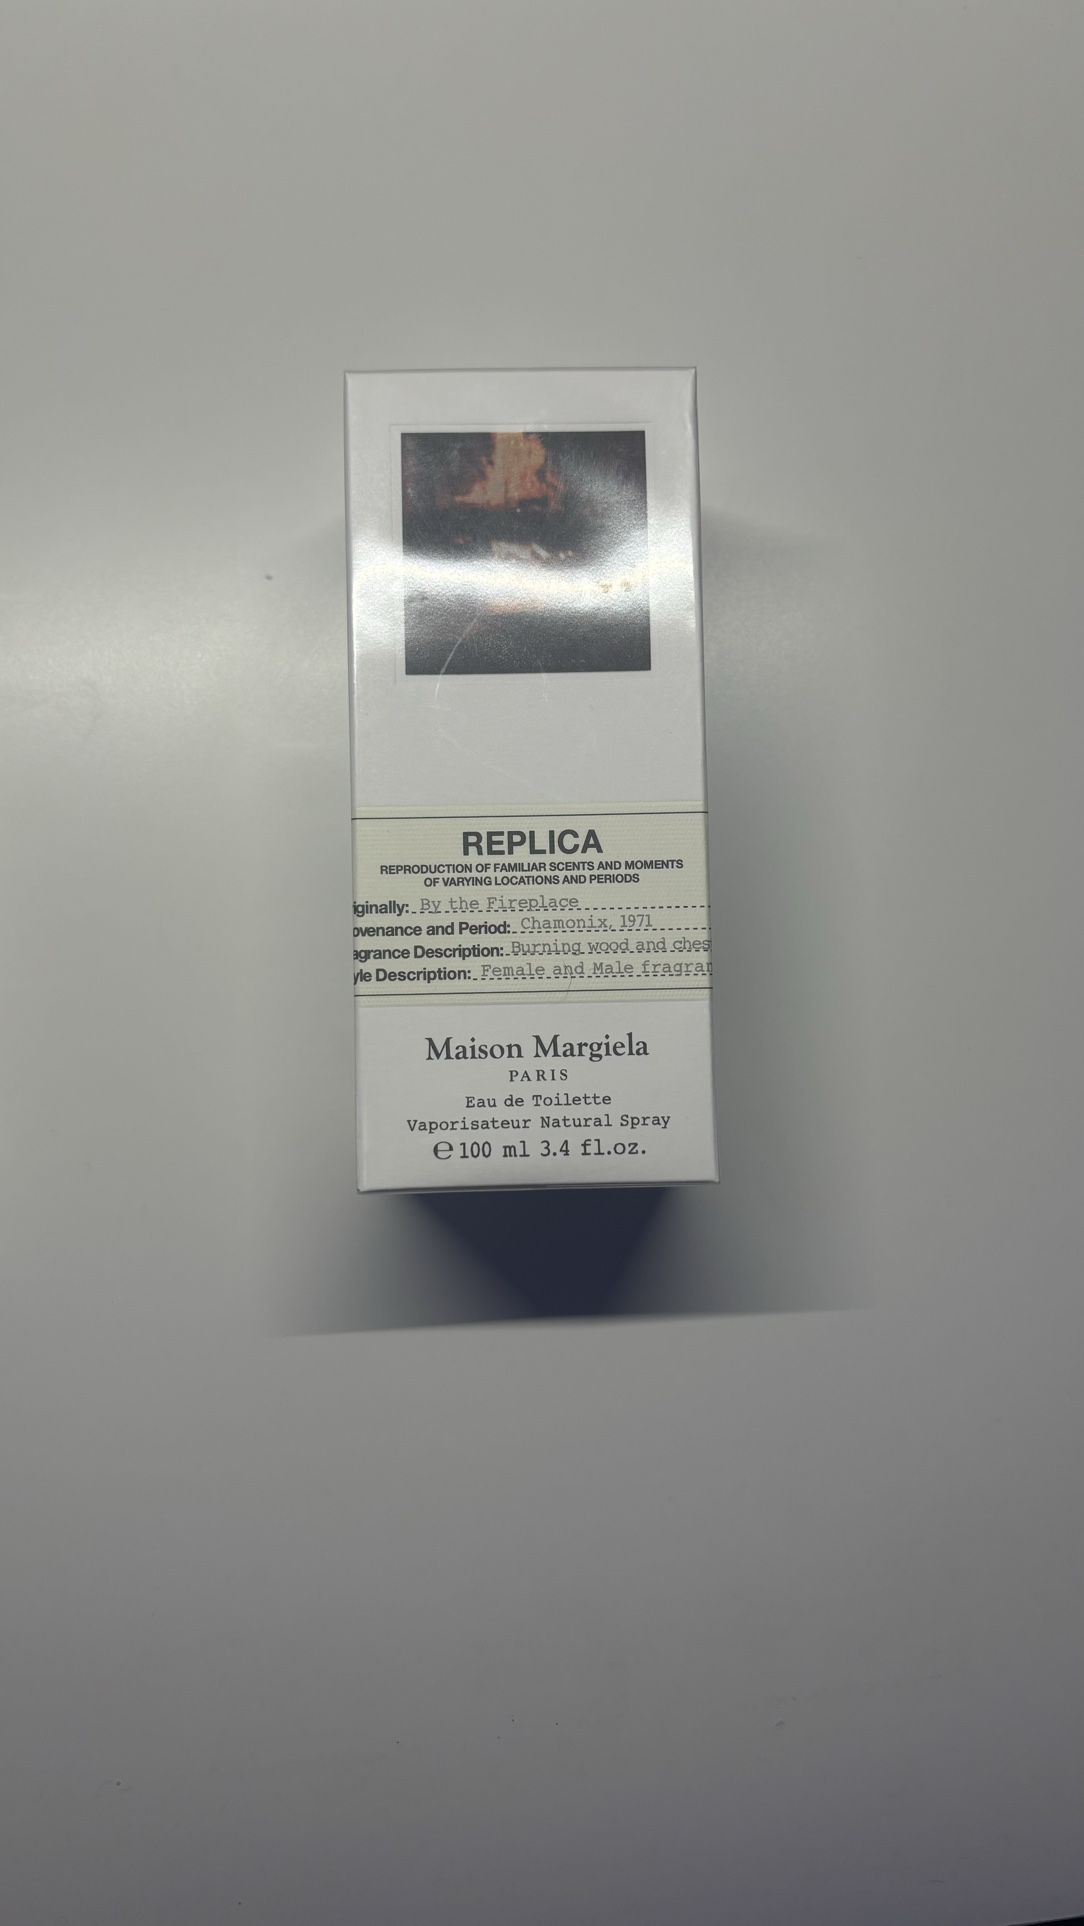 REPLICA
REPRODUCTION OF FAMILIAR SCENTS AND MOMENTS
OF VARYING LOCATIONS AND PERIODS
iginally: By the Fireplace
ovenance and Period: Chamonix, 1971
agrance Description: Burning wood and ches
yle Description: Female and Male fragran
Maison Margiela
PARIS
Eau de Toilette
Vaporisateur Natural Spray
℮ 100 ml 3.4 fl.oz.